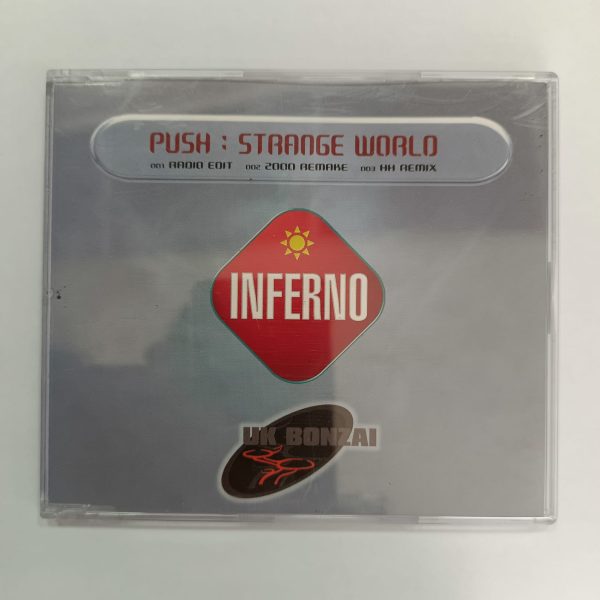 PUSH : STRANGE WORLD
001 RADIO EDIT 002 2000 REMAKE 003 HH REMIX
INFERNO
UK BONZAI